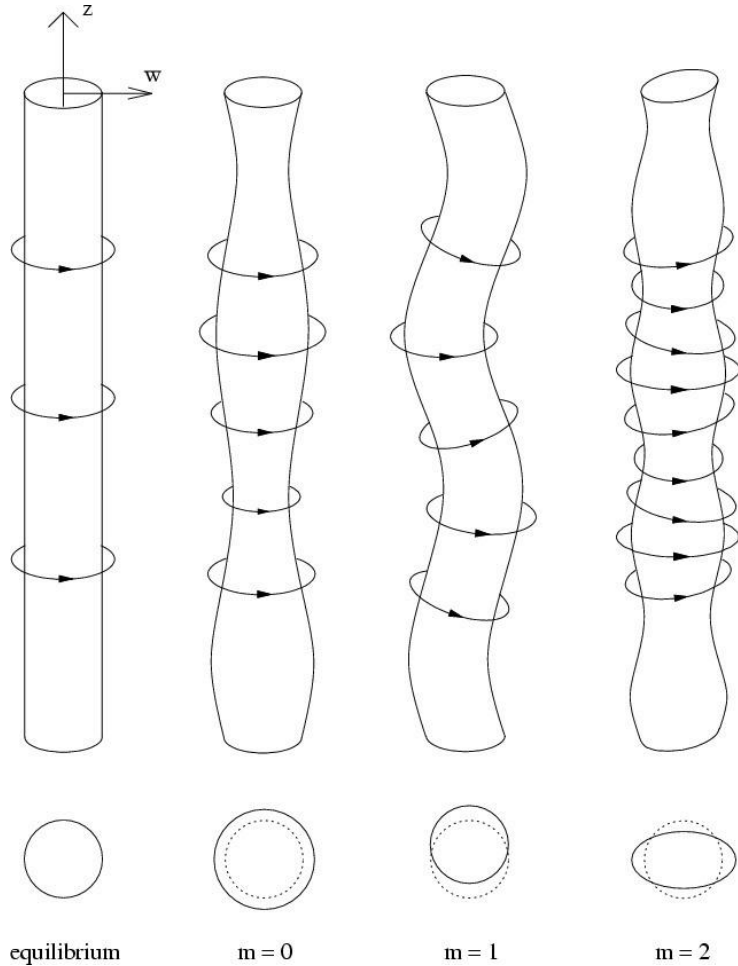 z
ϖ
equilibrium
m = 0
m = 1
m = 2